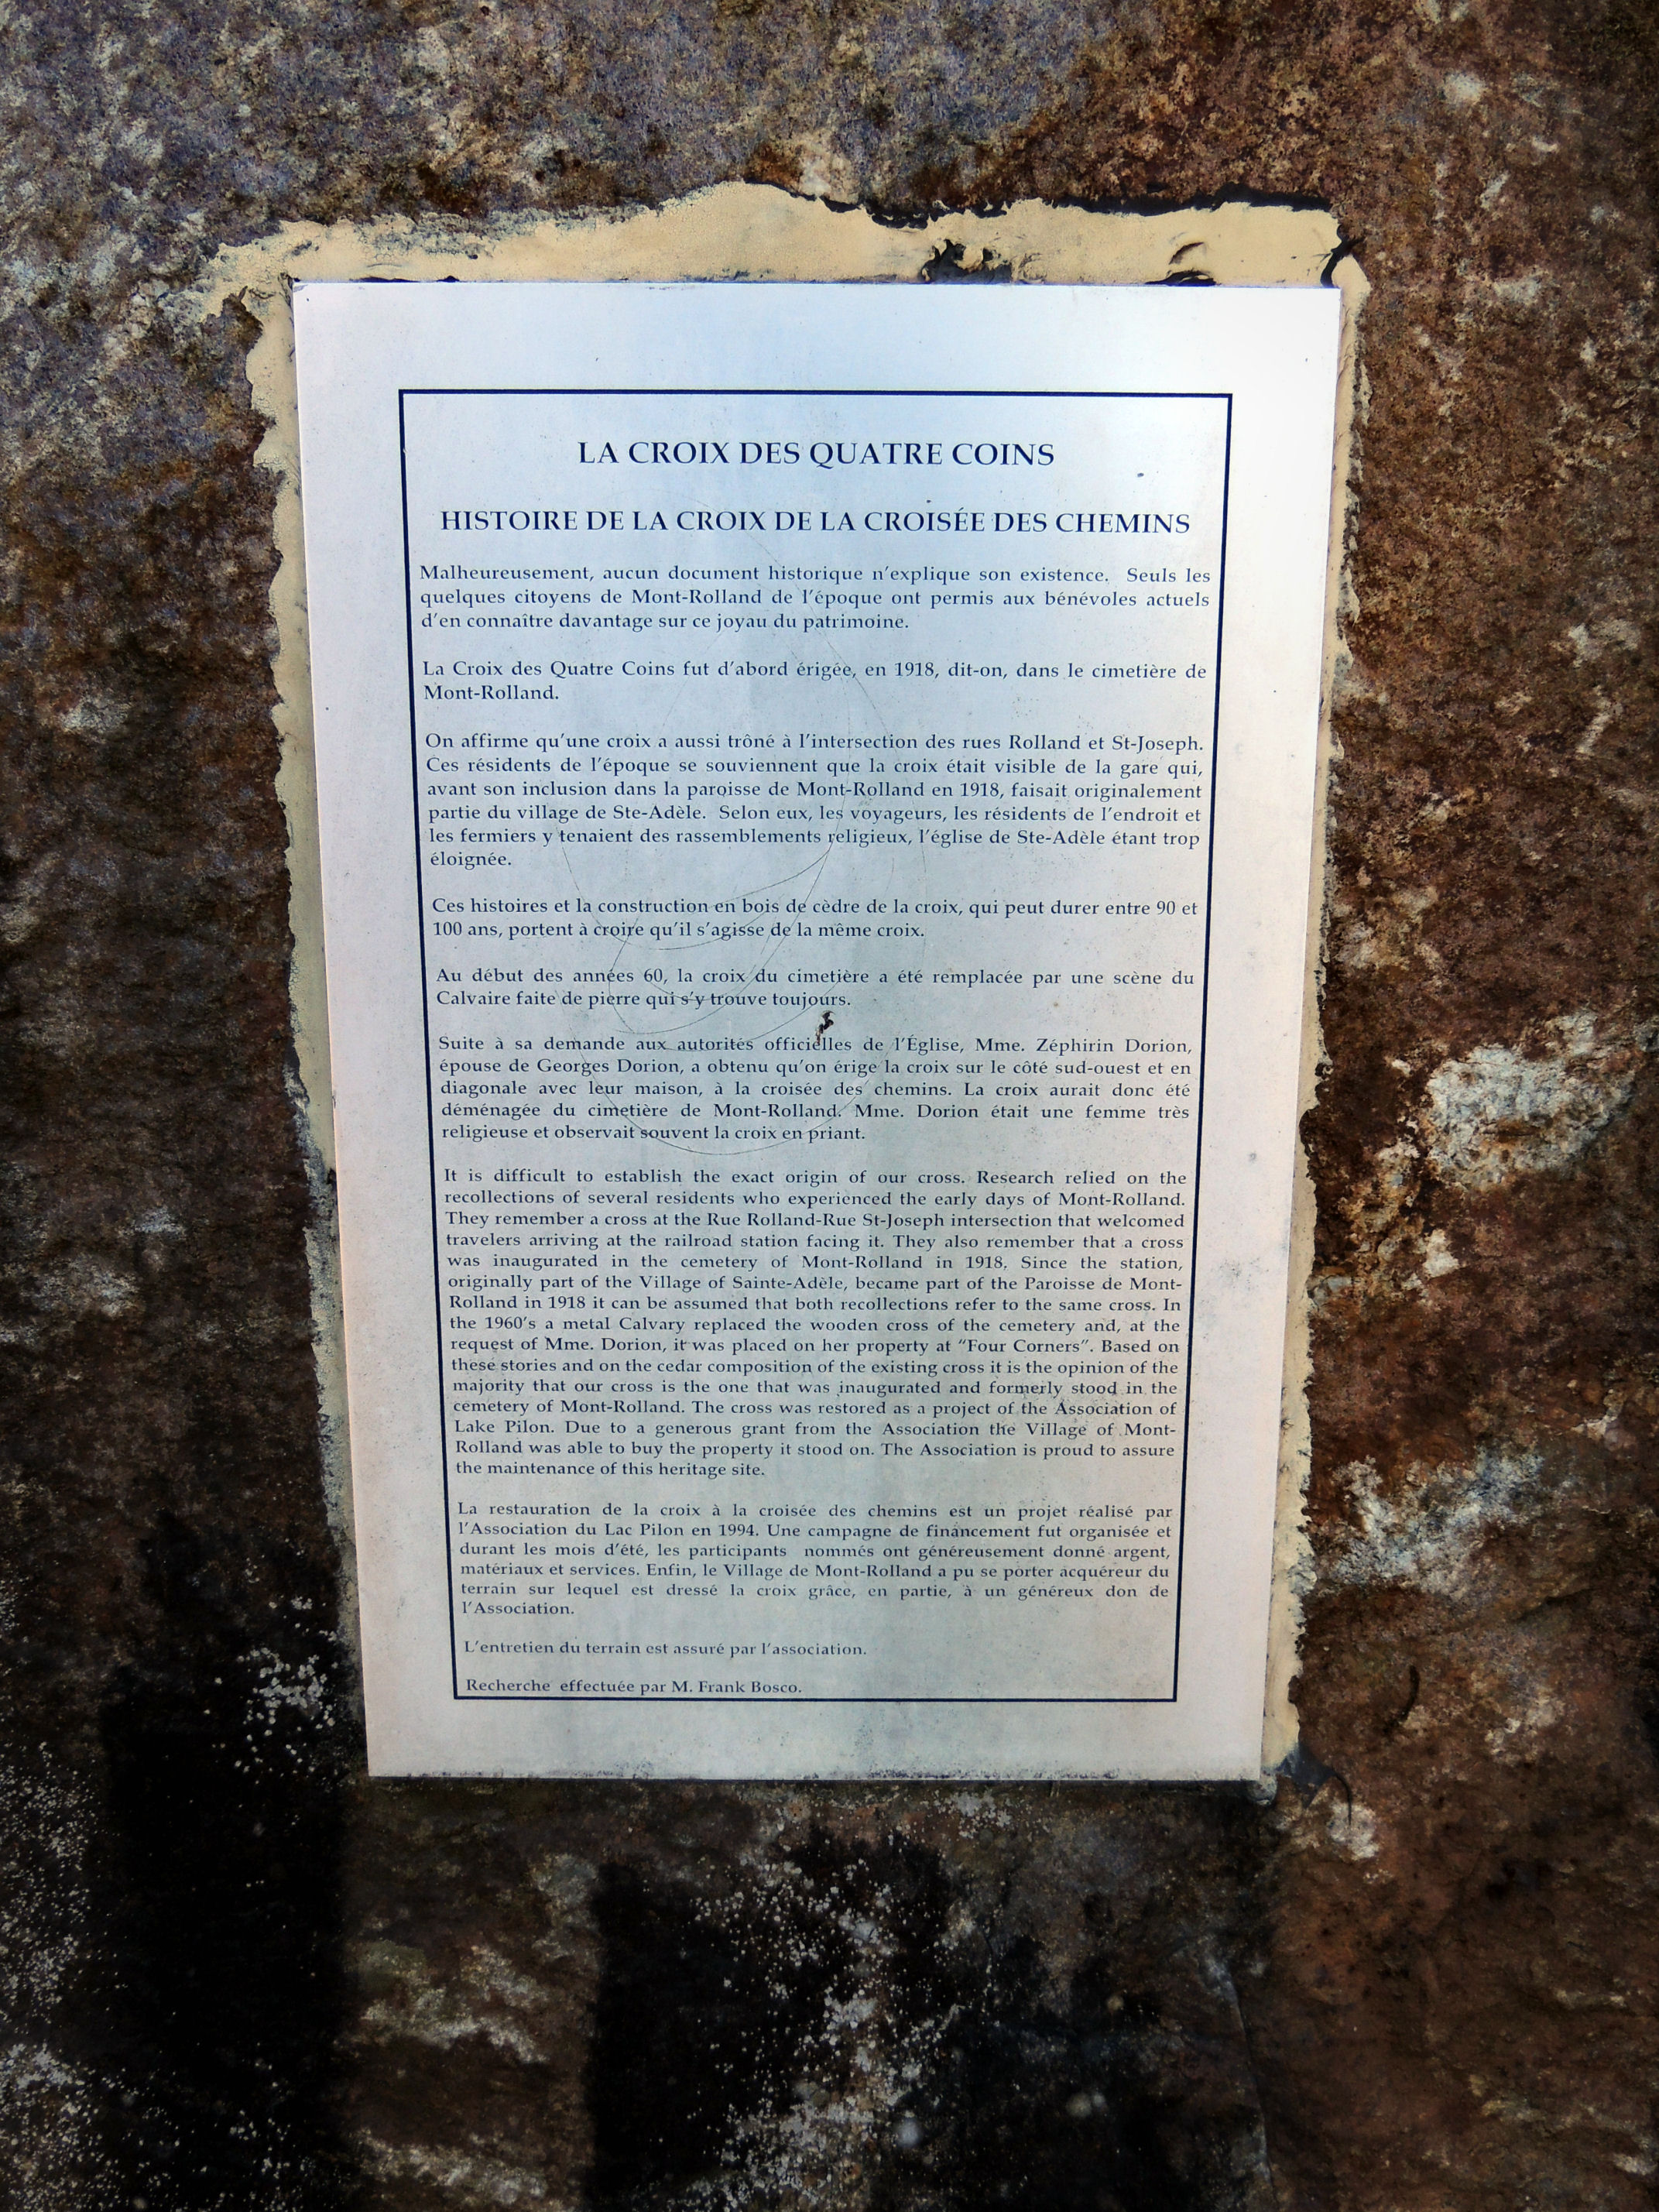 LA CROIX DES QUATRE COINS
HISTOIRE DE LA CROIX DE LA CROISÉE DES CHEMINS
Malheureusement, aucun document historique n'explique son existence. Seuls les
quelques citoyens de Mont-Rolland de l'époque ont permis aux bénévoles actuels
d'en connaître davantage sur ce joyau du patrimoine.
La Croix des Quatre Coins fut d'abord érigée, en 1918, dit-on, dans le cimetière de
Mont-Rolland.
On affirme qu'une croix a aussi trôné à l'intersection des rues Rolland et St-Joseph.
Ces résidents de l'époque se souviennent que la croix était visible de la gare qui,
avant son inclusion dans la paroisse de Mont-Rolland en 1918, faisait originalement
partie du village de Ste-Adèle. Selon eux, les voyageurs, les résidents de l'endroit et
les fermiers y tenaient des rassemblements religieux, l'église de Ste-Adèle étant trop
éloignée.
Ces histoires et la construction en bois de cèdre de la croix, qui peut durer entre 90 et
100 ans, portent à croire qu'il s'agisse de la même croix.
Au début des années 60, la croix du cimetière a été remplacée par une scène du
Calvaire faite de pierre qui s'y trouve toujours.
Suite à sa demande aux autorités officielles de l'Église, Mme. Zéphirin Dorion,
épouse de Georges Dorion, a obtenu qu'on érige la croix sur le côté sud-ouest et en
diagonale avec leur maison, à la croisée des chemins. La croix aurait donc été
déménagée du cimetière de Mont-Rolland. Mme. Dorion était une femme très
religieuse et observait souvent la croix en priant.
It is difficult to establish the exact origin of our cross. Research relied on the
recollections of several residents who experienced the early days of Mont-Rolland.
They remember a cross at the Rue Rolland-Rue St-Joseph intersection that welcomed
travelers arriving at the railroad station facing it. They also remember that a cross
was inaugurated in the cemetery of Mont-Rolland in 1918. Since the station,
originally part of the Village of Sainte-Adèle, became part of the Paroisse de Mont-
Rolland in 1918 it can be assumed that both recollections refer to the same cross. In
the 1960's a metal Calvary replaced the wooden cross of the cemetery and, at the
request of Mme. Dorion, it was placed on her property at "Four Corners". Based on
these stories and on the cedar composition of the existing cross it is the opinion of the
majority that our cross is the one that was inaugurated and formerly stood in the
cemetery of Mont-Rolland. The cross was restored as a project of the Association of
Lake Pilon. Due to a generous grant from the Association the Village of Mont-
Rolland was able to buy the property it stood on. The Association is proud to assure
the maintenance of this heritage site.
La restauration de la croix à la croisée des chemins est un projet réalisé par
l'Association du Lac Pilon en 1994. Une campagne de financement fut organisée et
durant les mois d'été, les participants nommés ont généreusement donné argent,
matériaux et services. Enfin, le Village de Mont-Rolland a pu se porter acquéreur du
terrain sur lequel est dressé la croix grâce, en partie, à un généreux don de
l'Association.
L'entretien du terrain est assuré par l'association.
Recherche effectuée par M. Frank Bosco.